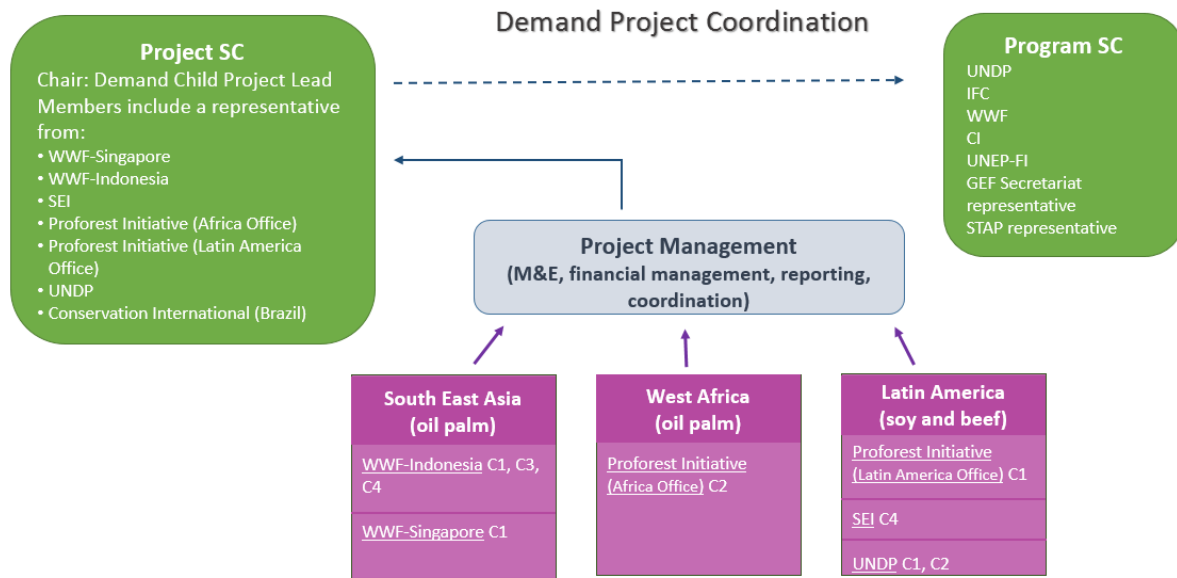 Demand Project Coordination
Project SC
Chair: Demand Child Project Lead
Members include a representative
from:
• WWF-Singapore
• WWF-Indonesia
• SEI
• Proforest Initiative (Africa Office)
• Proforest Initiative (Latin America
Office)
• UNDP
• Conservation International (Brazil)
Program SC
UNDP
IFC
WWF
CI
UNEP-FI
GEF Secretariat
representative
STAP representative
Project Management
(M&E, financial management, reporting,
coordination)
South East Asia
(oil palm)
WWF-Indonesia C1, C3,
C4
WWF-Singapore C1
West Africa
(oil palm)
Proforest Initiative
(Africa Office) C2
Latin America
(soy and beef)
Proforest Initiative
(Latin America Office) C1
SEI C4
UNDP C1, C2